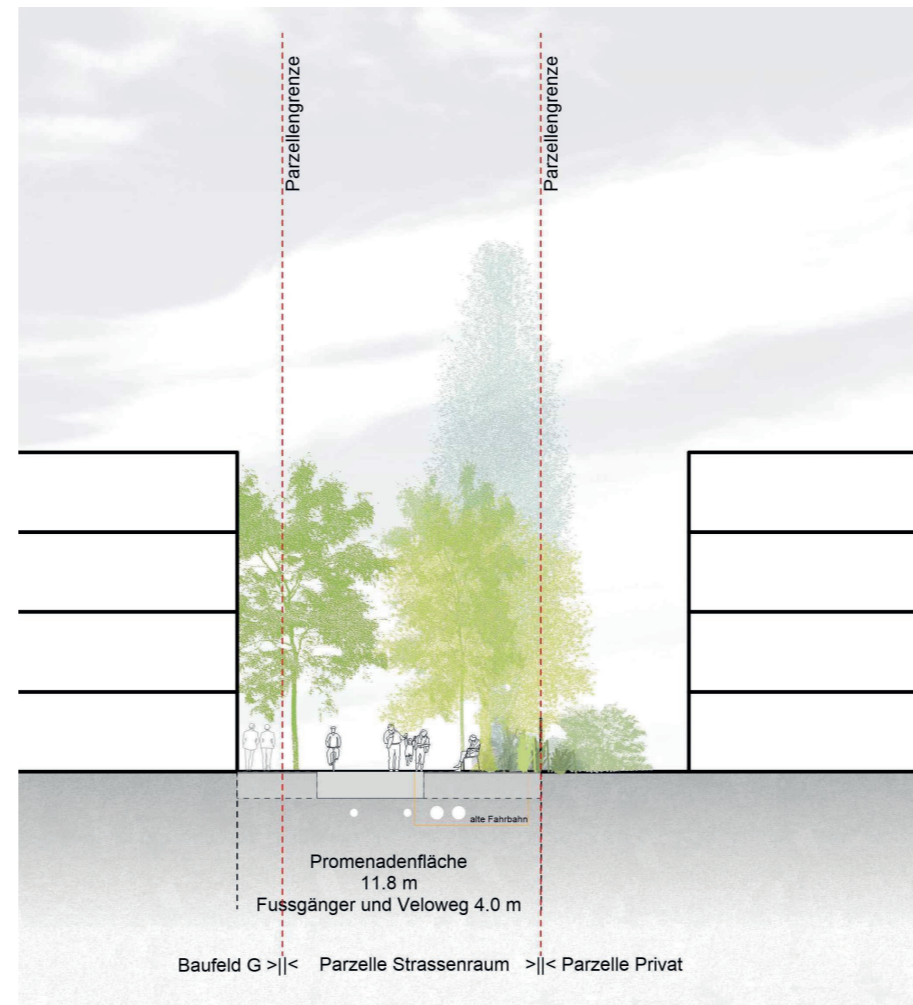 Parzellengrenze
Parzellengrenze
alte Fahrbahn
Promenadenfläche
11.8 m
Fussgänger und Veloweg 4.0 m
Baufeld G >||< Parzelle Strassenraum >||< Parzelle Privat